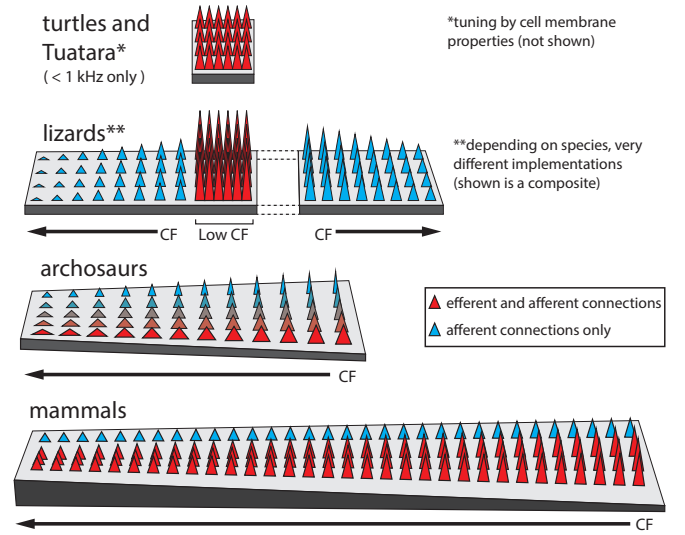 turtles and
Tuatara*
( < 1 kHz only )
*tuning by cell membrane
properties (not shown)
lizards**
**depending on species, very
different implementations
(shown is a composite)
CF
Low CF
CF
archosaurs
efferent and afferent connections
afferent connections only
CF
mammals
CF